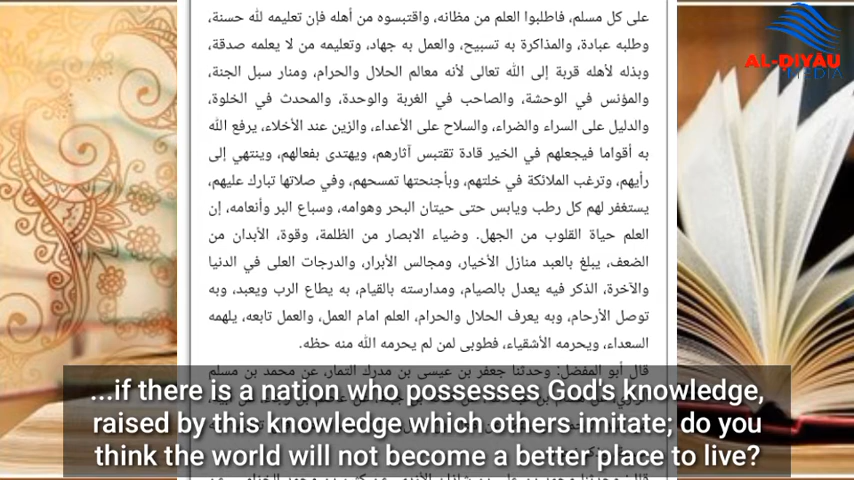 على كل مسلم، فاطلبوا العلم من مظانه، واقتبسوه من أهله فإن تعليمه لله حسنة،
وطلبه عبادة، والمذاكرة به تسبيح، والعمل به جهاد، وتعليمه من لا يعلمه صدقة،
وبذله لأهله قربة إلى الله تعالى لأنه معالم الحلال والحرام، ومنار سبل الجنة،
والمؤنس في الوحشة، والصاحب في الغربة والوحدة، والمحدث في الخلوة،
والدليل على السراء والضراء، والسلاح على الأعداء، والزين عند الأخلاء، يرفع الله
به أقواما فيجعلهم في الخير قادة تقتبس آثارهم، ويهتدى بفعالهم، وينتهي إلى
رأيهم، وترغب الملائكة في خلتهم، وبأجنحتها تمسحهم، وفي صلاتها تبارك عليهم،
يستغفر لهم كل رطب ويابس حتى حيتان البحر وهوامه، وسباع البر وأنعامه، إن
العلم حياة القلوب من الجهل. وضياء الابصار من الظلمة، وقوة، الأبدان من
الضعف، يبلغ بالعبد منازل الأخيار، ومجالس الأبرار، والدرجات العلى في الدنيا
والآخرة، الذكر فيه يعدل بالصيام، ومدارسته بالقيام، به يطاع الرب ويعبد، وبه
توصل الأرحام، وبه يعرف الحلال والحرام، العلم امام العمل، والعمل تابعه، يلهمه
السعداء، ويحرمه الأشقياء، فطوبى لمن لم يحرمه الله منه حظه.
قال أبو المفضل: وحدثنا جعفر بن عيسى بن مدرك التمار، عن محمد بن مسلم
AL-DIYĀU
MEDIA
...if there is a nation who possesses God's knowledge,
raised by this knowledge which others imitate; do you
think the world will not become a better place to live?